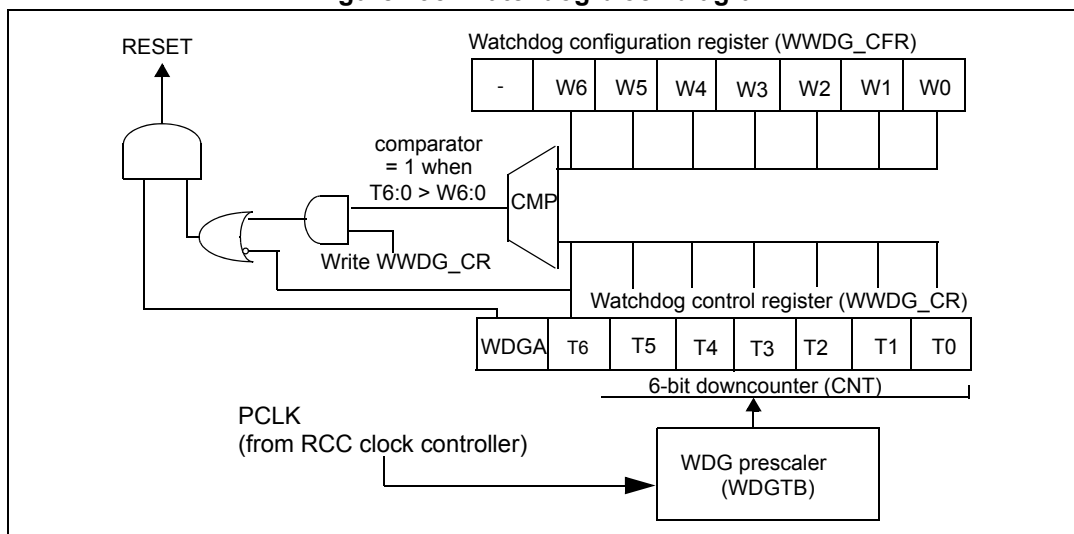 RESET
Watchdog configuration register (WWDG_CFR)
- W6 W5 W4 W3 W2 W1 W0
comparator
= 1 when
T6:0 > W6:0
CMP
Write WWDG_CR
Watchdog control register (WWDG_CR)
WDGA T6 T5 T4 T3 T2 T1 T0
6-bit downcounter (CNT)
PCLK
(from RCC clock controller)
WDG prescaler
(WDGTB)